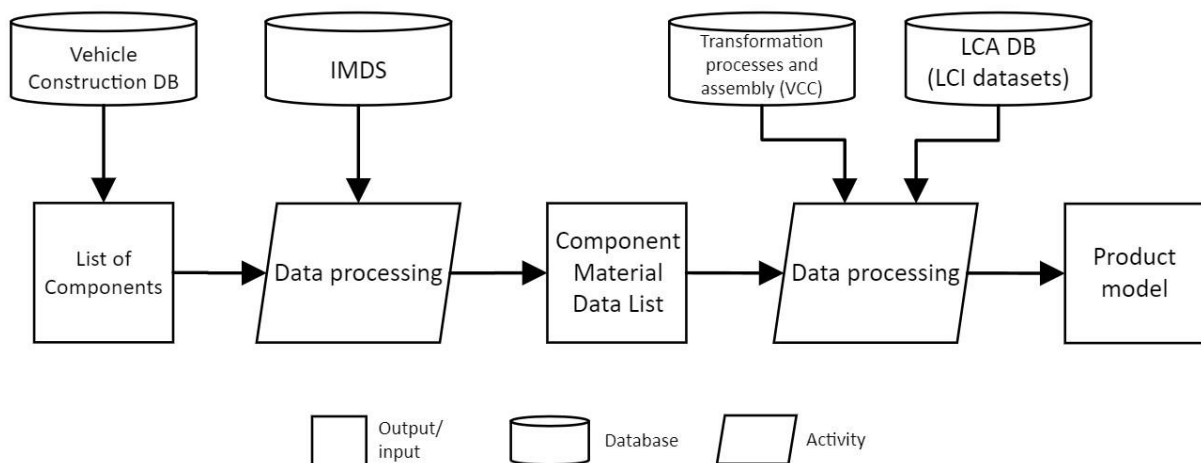 Vehicle
Construction DB
IMDS
Transformation
processes and
assembly (VCC)
LCA DB
(LCI datasets)
List of
Components
Data processing
Component
Material
Data List
Data processing
Product
model
Output/
input
Database
Activity